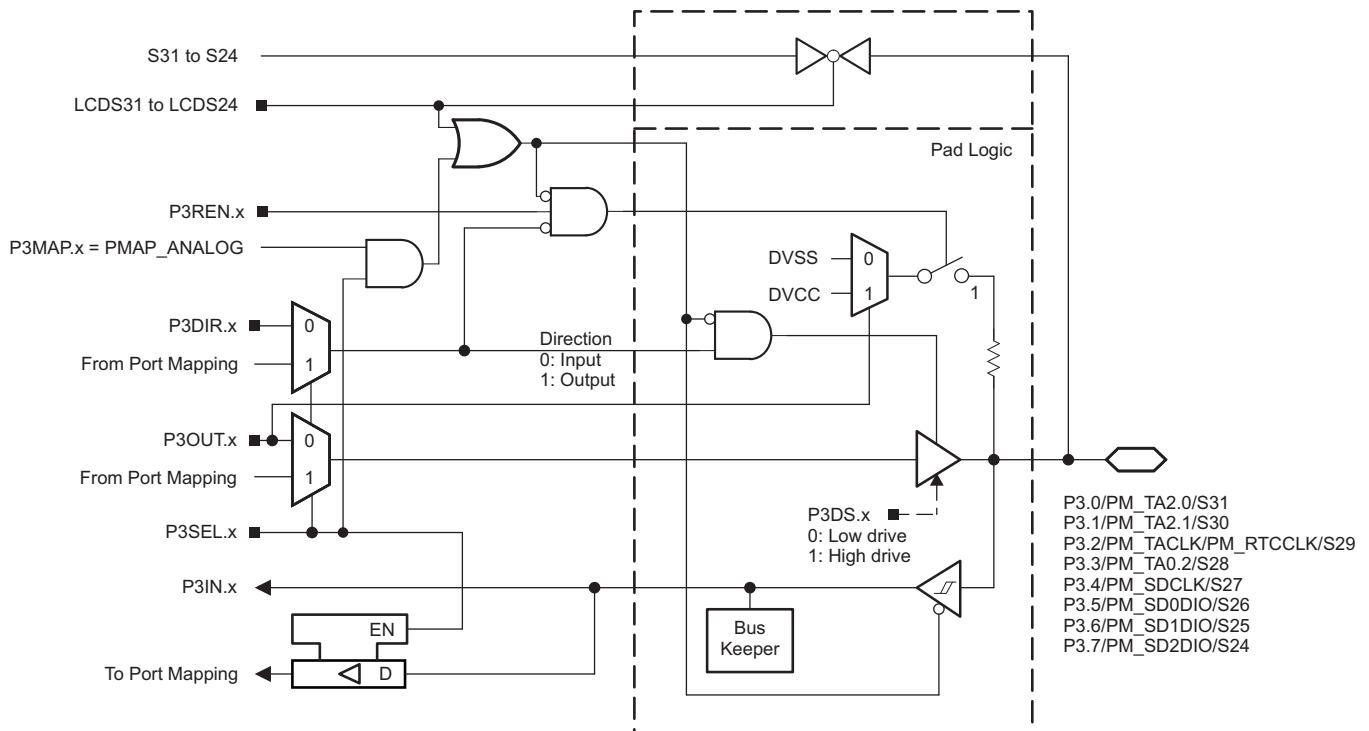 S31 to S24
LCDS31 to LCDS24
Pad Logic
P3REN.x
P3MAP.x = PMAP_ANALOG
DVSS
0
DVCC
1
1
P3DIR.x
0
Direction
0: Input
1: Output
From Port Mapping
1
P3OUT.x
0
From Port Mapping
1
P3DS.x
0: Low drive
1: High drive
P3SEL.x
P3IN.x
Bus
Keeper
EN
D
To Port Mapping
P3.0/PM_TA2.0/S31
P3.1/PM_TA2.1/S30
P3.2/PM_TACLK/PM_RTCCLK/S29
P3.3/PM_TA0.2/S28
P3.4/PM_SDCLK/S27
P3.5/PM_SD0DIO/S26
P3.6/PM_SD1DIO/S25
P3.7/PM_SD2DIO/S24